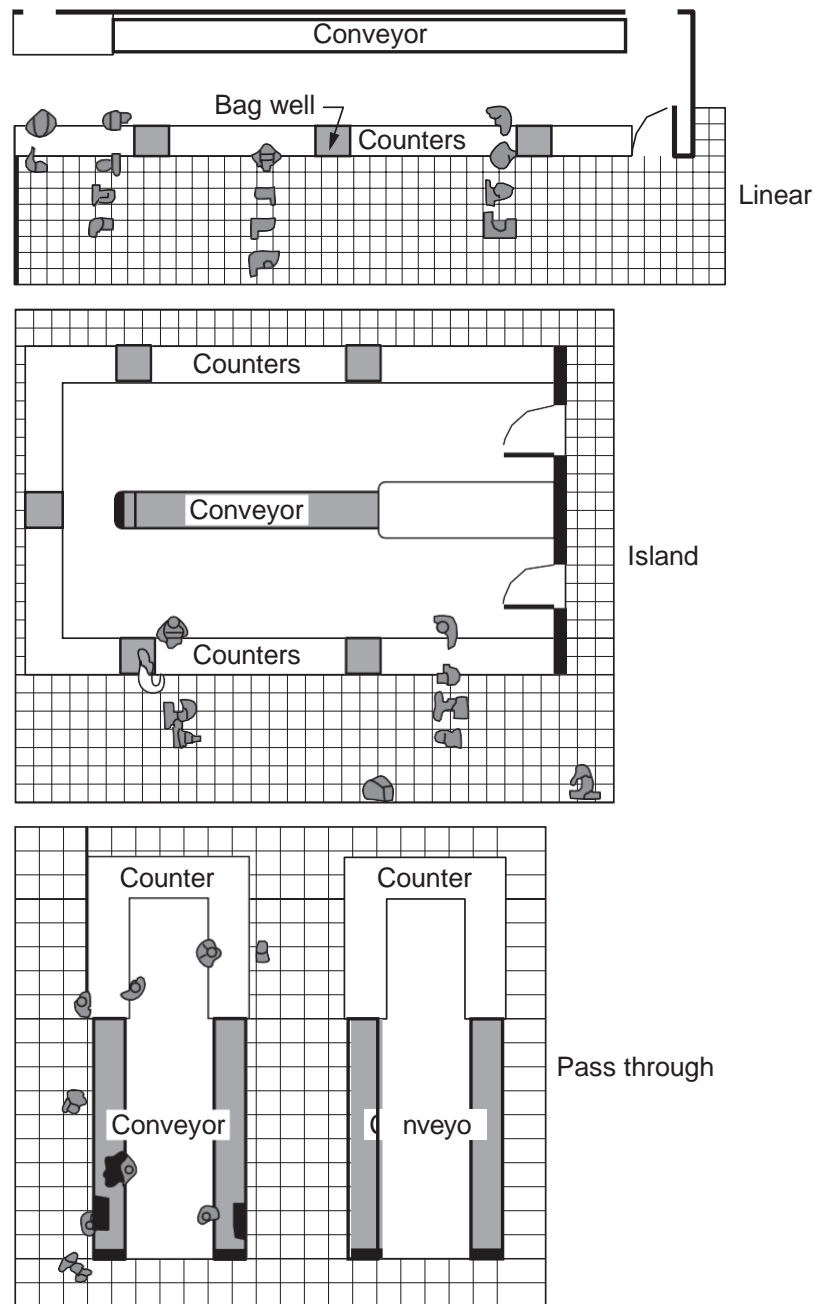 Conveyor
Bag well
Counters
Linear
Counters
Conveyor
Island
Counters
Counter
Counter
Pass through
Conveyor
C nveyo